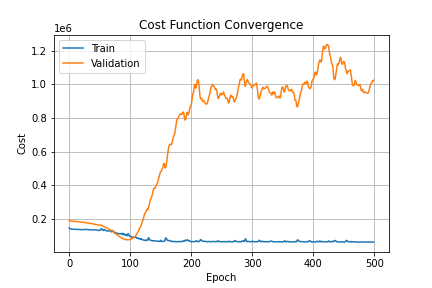 Cost Function Convergence
1e6
Train
Validation
1.2
1.0
0.8
0.6
0.4
0.2
Cost
0 100 200 300 400 500
Epoch